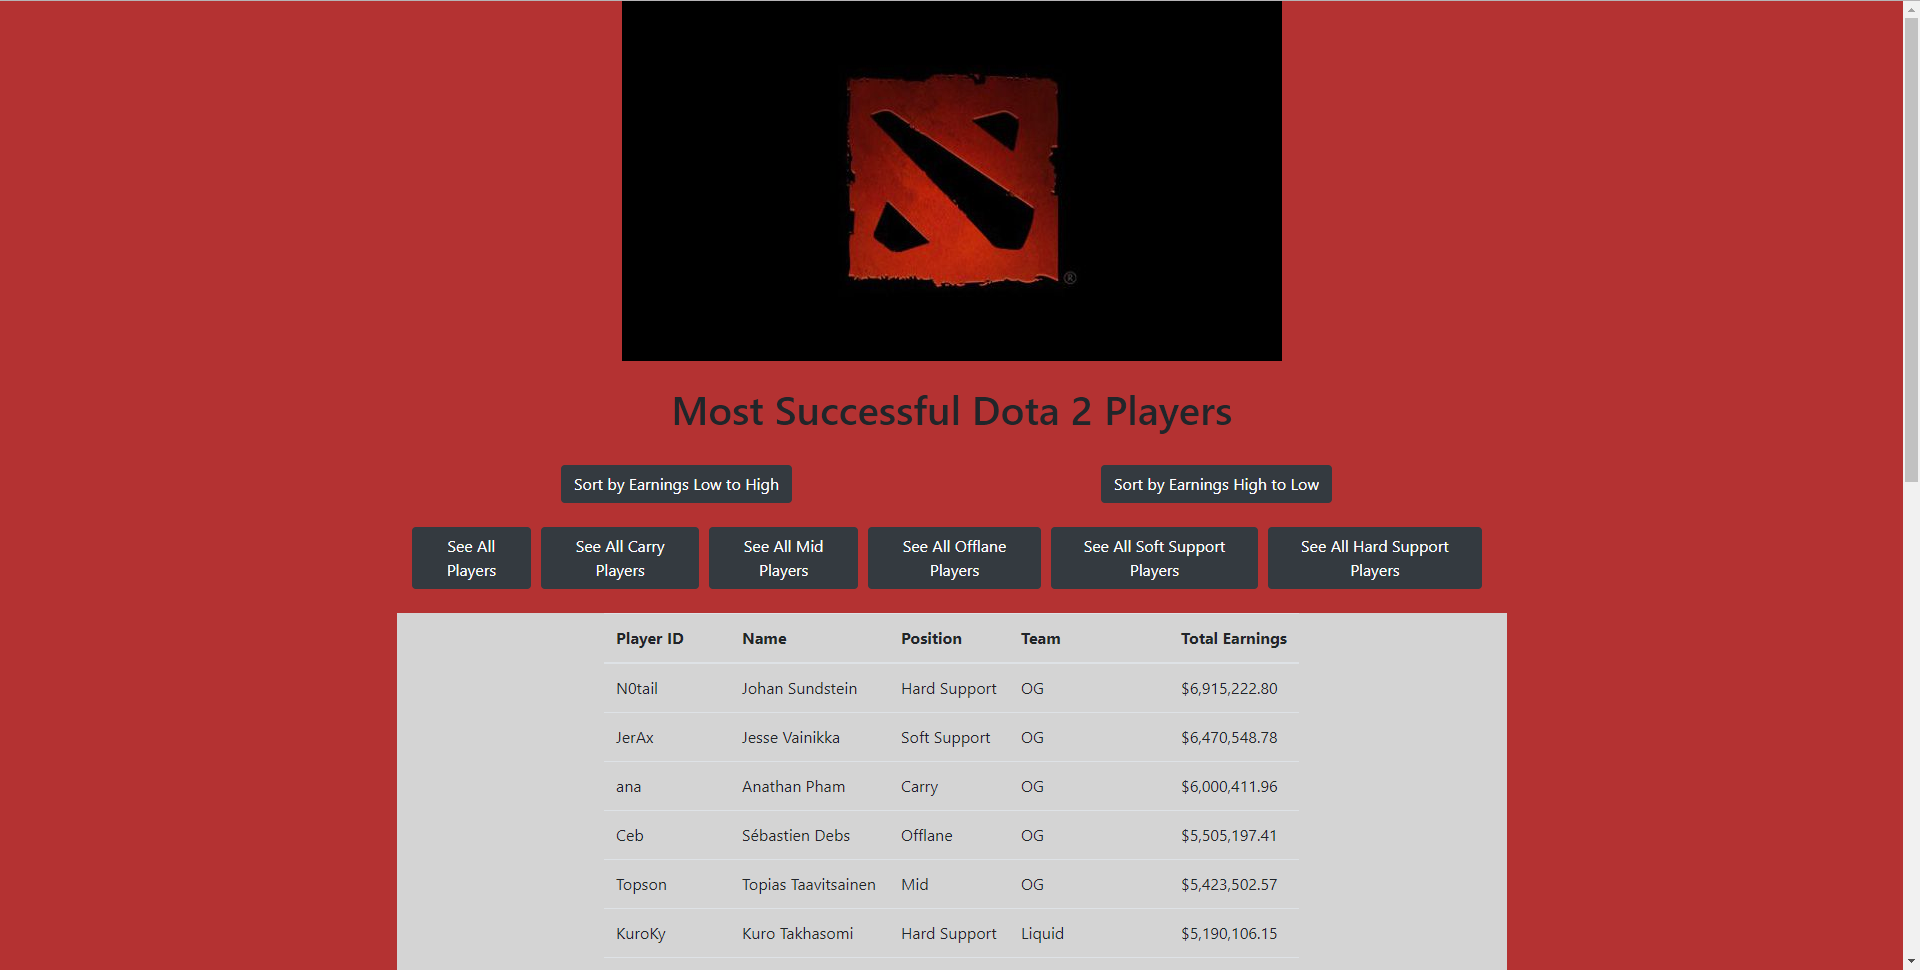 ®
Most Successful Dota 2 Players
Sort by Earnings Low to High
Sort by Earnings High to Low
See All
Players
See All Carry
Players
See All Mid
Players
See All Offlane
Players
See All Soft Support
Players
See All Hard Support
Players
Player ID Name Position Team Total Earnings
N0tail Johan Sundstein Hard Support OG $6,915,222.80
JerAx Jesse Vainikka Soft Support OG $6,470,548.78
ana Anathan Pham Carry OG $6,000,411.96
Ceb Sébastien Debs Offlane OG $5,505,197.41
Topson Topias Taavitsainen Mid OG $5,423,502.57
KuroKy Kuro Takhasomi Hard Support Liquid $5,190,106.15